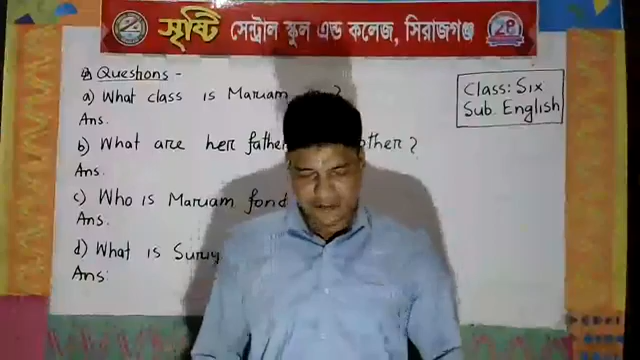 সৃষ্টি সেন্ট্রাল স্কুল এন্ড কলেজ, সিরাজগঞ্জ
Questions -
a) What class is Mariam ?
Ans.
b) What are her father other?
Ans.
c) Who is Mariam fond
Ans.
d) What is
Ans:
Class: Six
Sub. English